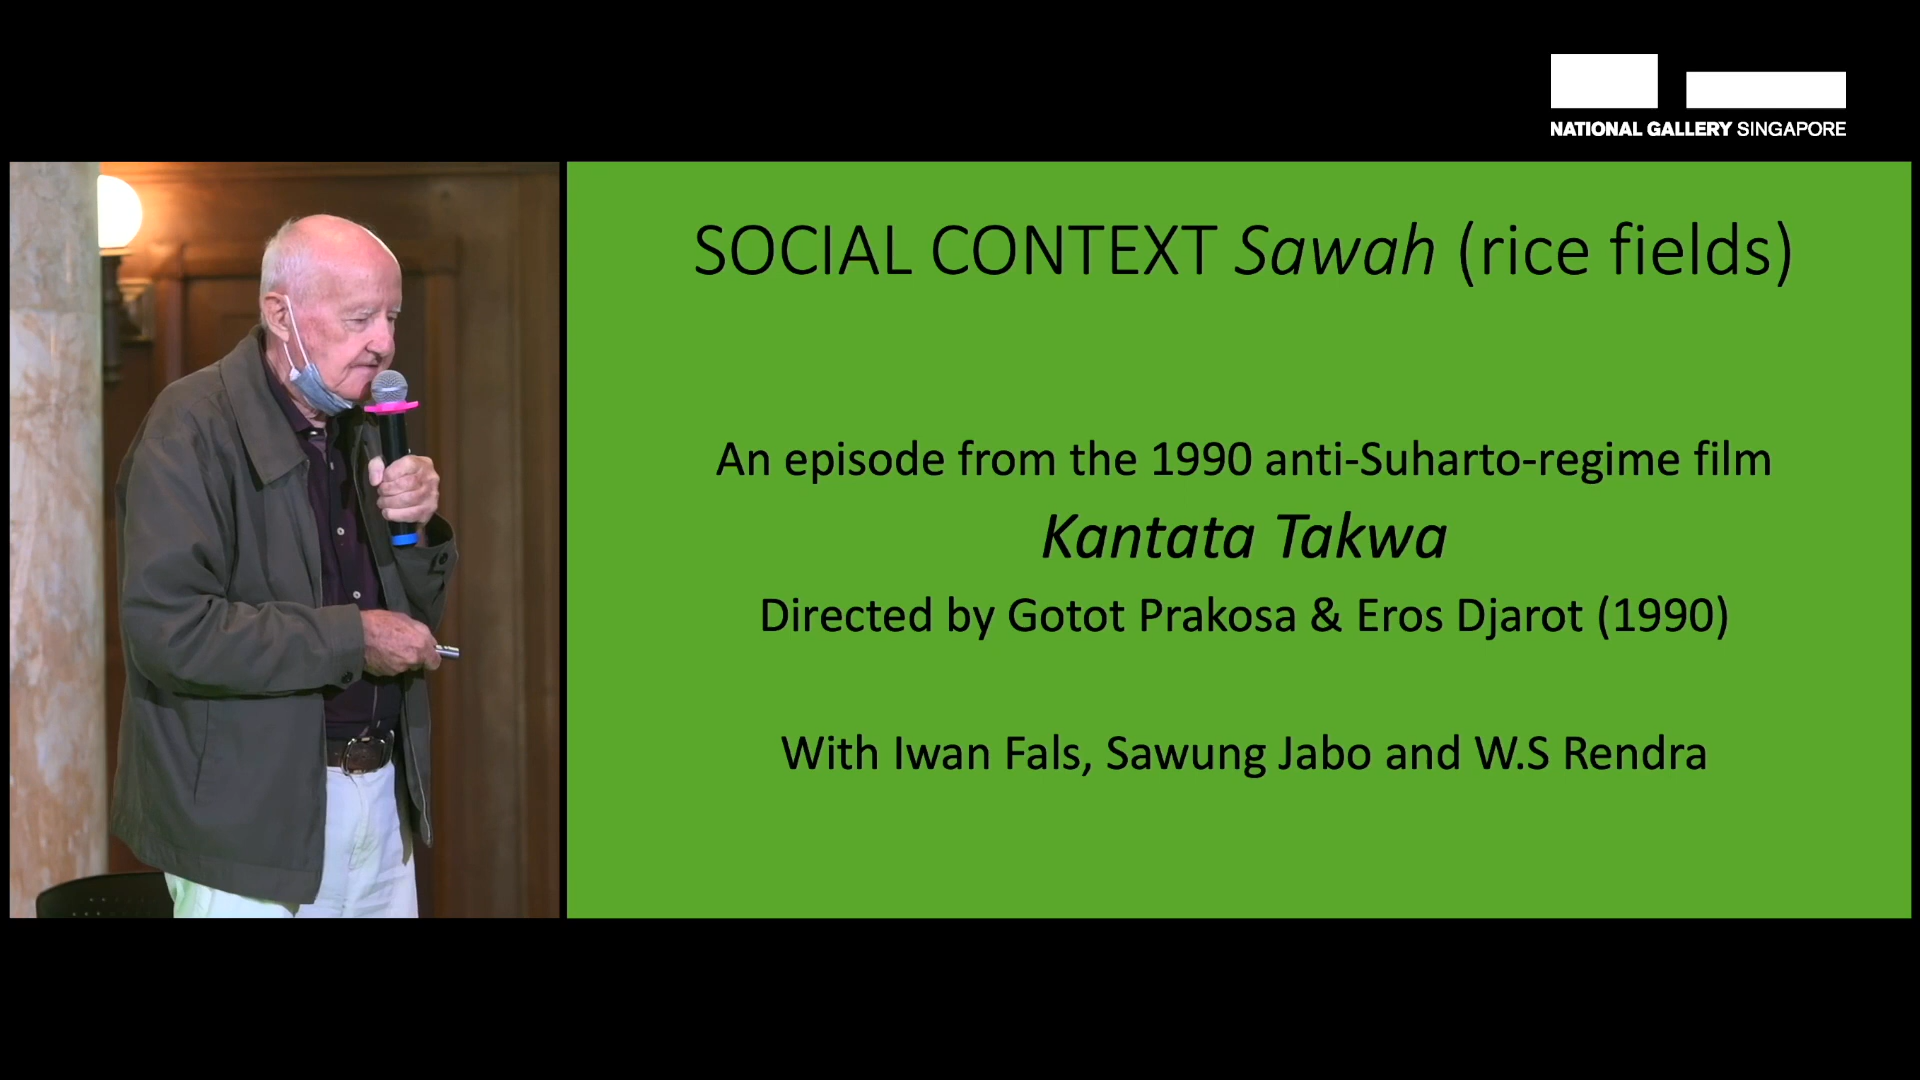 NATIONAL GALLERY SINGAPORE
SOCIAL CONTEXT Sawah (rice fields)
An episode from the 1990 anti-Suharto-regime film
Kantata Takwa
Directed by Gotot Prakosa & Eros Djarot (1990)
With Iwan Fals, Sawung Jabo and W.S Rendra